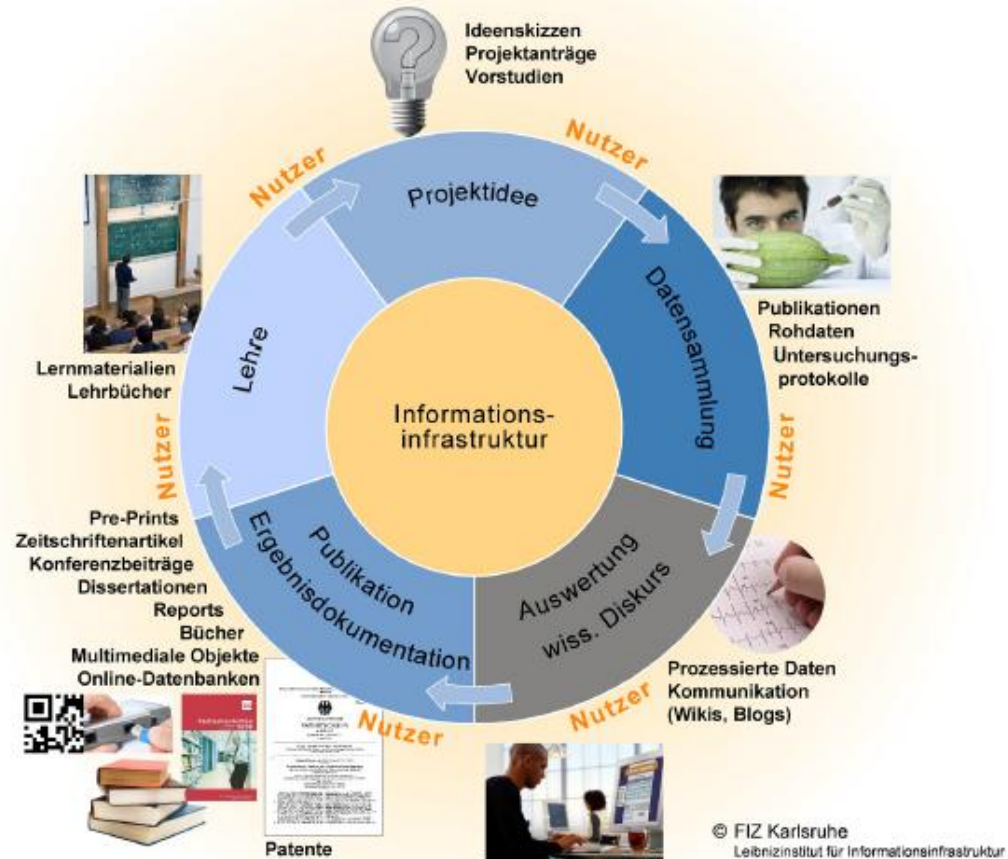 Ideenskizzen
Projektanträge
Vorstudien
Nutzer
Nutzer
Projektidee
Publikationen
Rohdaten
Untersuchungs-
protokolle
Datensammlung
Lehre
Lernmaterialien
Lehrbücher
Informations-
infrastruktur
Nutzer
Nutzer
Pre-Prints
Zeitschriftenartikel
Konferenzbeiträge
Dissertationen
Reports
Bücher
Multimediale Objekte
Online-Datenbanken
Publikation
Ergebnisdokumentation
Auswertung
wiss. Diskurs
Prozessierte Daten
Kommunikation
(Wikis, Blogs)
Nutzer
Nutzer
Patente
© FIZ Karlsruhe
Leibnizinstitut für Informationsinfrastruktur